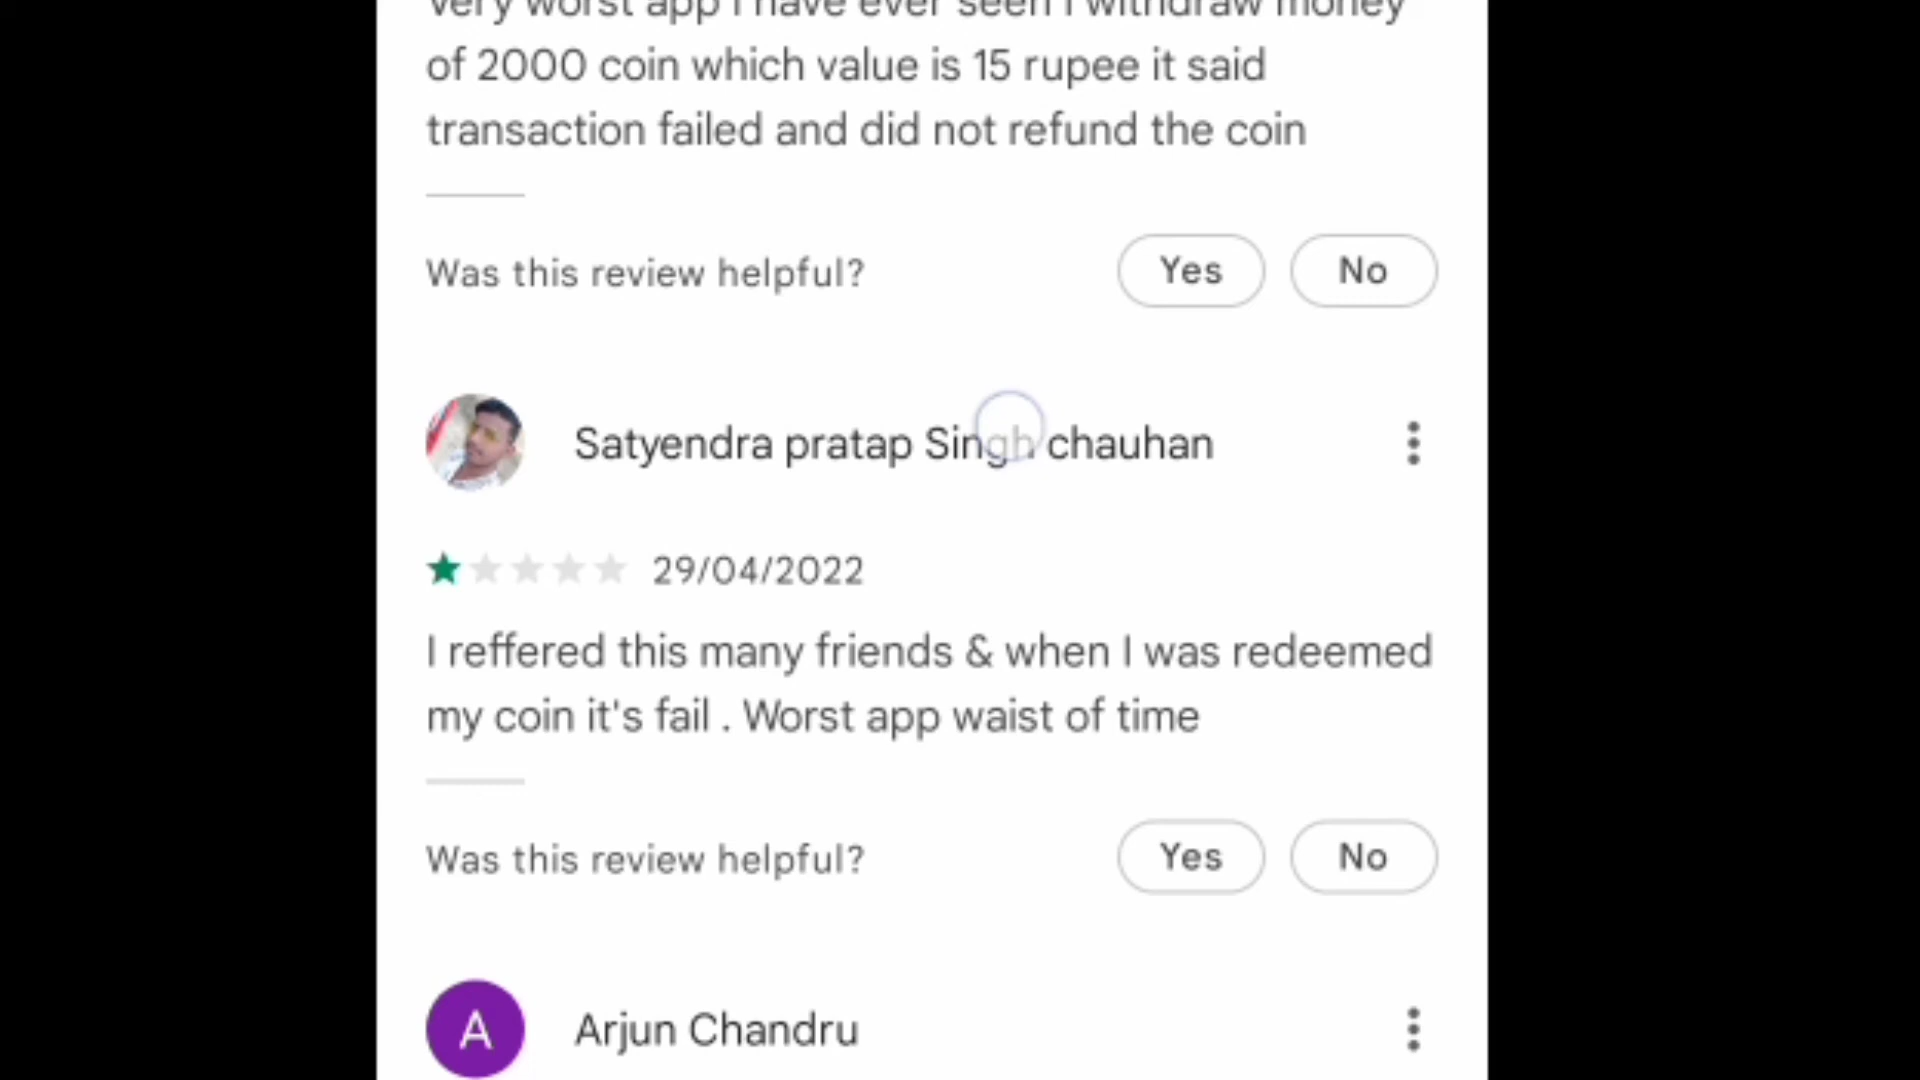 Very worst app I have ever seen I withdraw money
of 2000 coin which value is 15 rupee it said
transaction failed and did not refund the coin
Was this review helpful?
Yes
No
Satyendra pratap Singh chauhan
29/04/2022
I reffered this many friends & when I was redeemed
my coin it's fail . Worst app waist of time
Was this review helpful?
Yes
No
A
Arjun Chandru